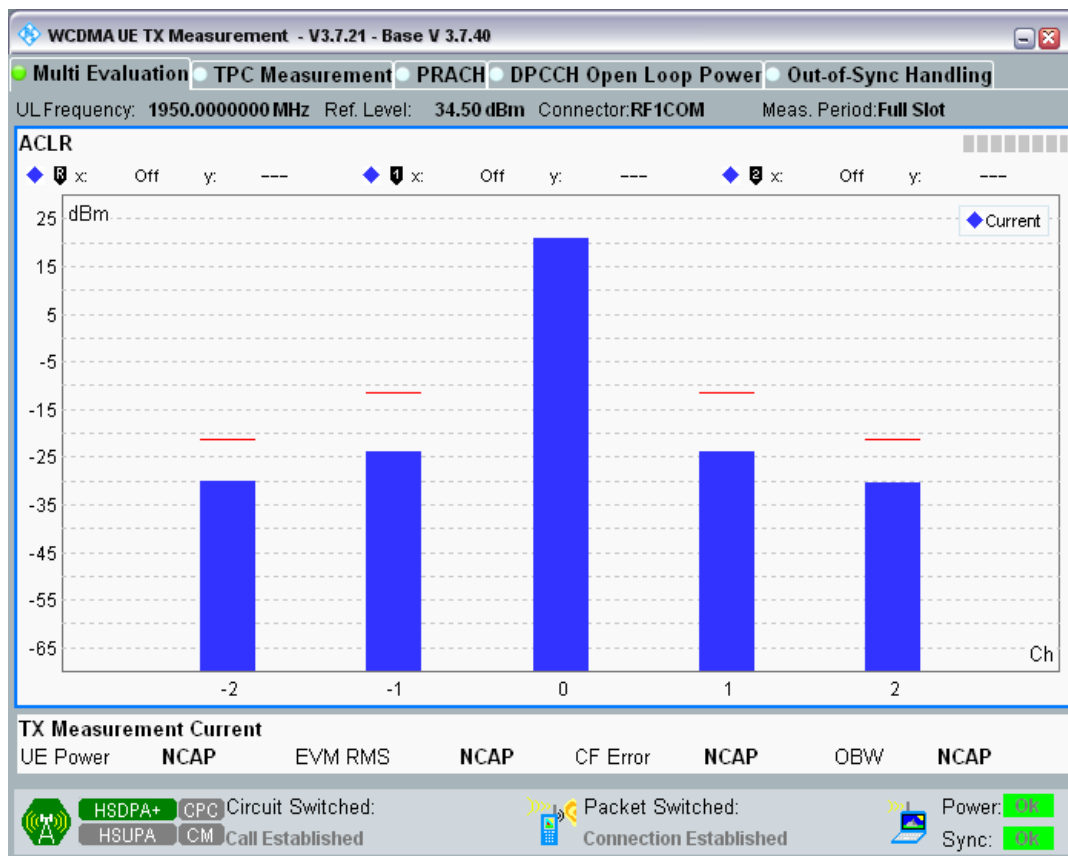 WCDMA UE TX Measurement - V3.7.21 - Base V 3.7.40
Multi Evaluation TPC Measurement PRACH DPCCH Open Loop Power Out-of-Sync Handling
UL Frequency: 1950.0000000 MHz Ref. Level: 34.50 dBm Connector:RF1COM Meas. Period:Full Slot
ACLR
R x: Off y: --- 1 x: Off y: --- 2 x: Off y: ---
25 dBm
Current
15
5
-5
-15
-25
-35
-45
-55
-65
Ch
-2 -1 0 1 2
TX Measurement Current
UE Power NCAP EVM RMS NCAP CF Error NCAP OBW NCAP
HSDPA+ CPC Circuit Switched: Packet Switched: Power: OK
HSUPA CM Call Established Connection Established Sync: OK